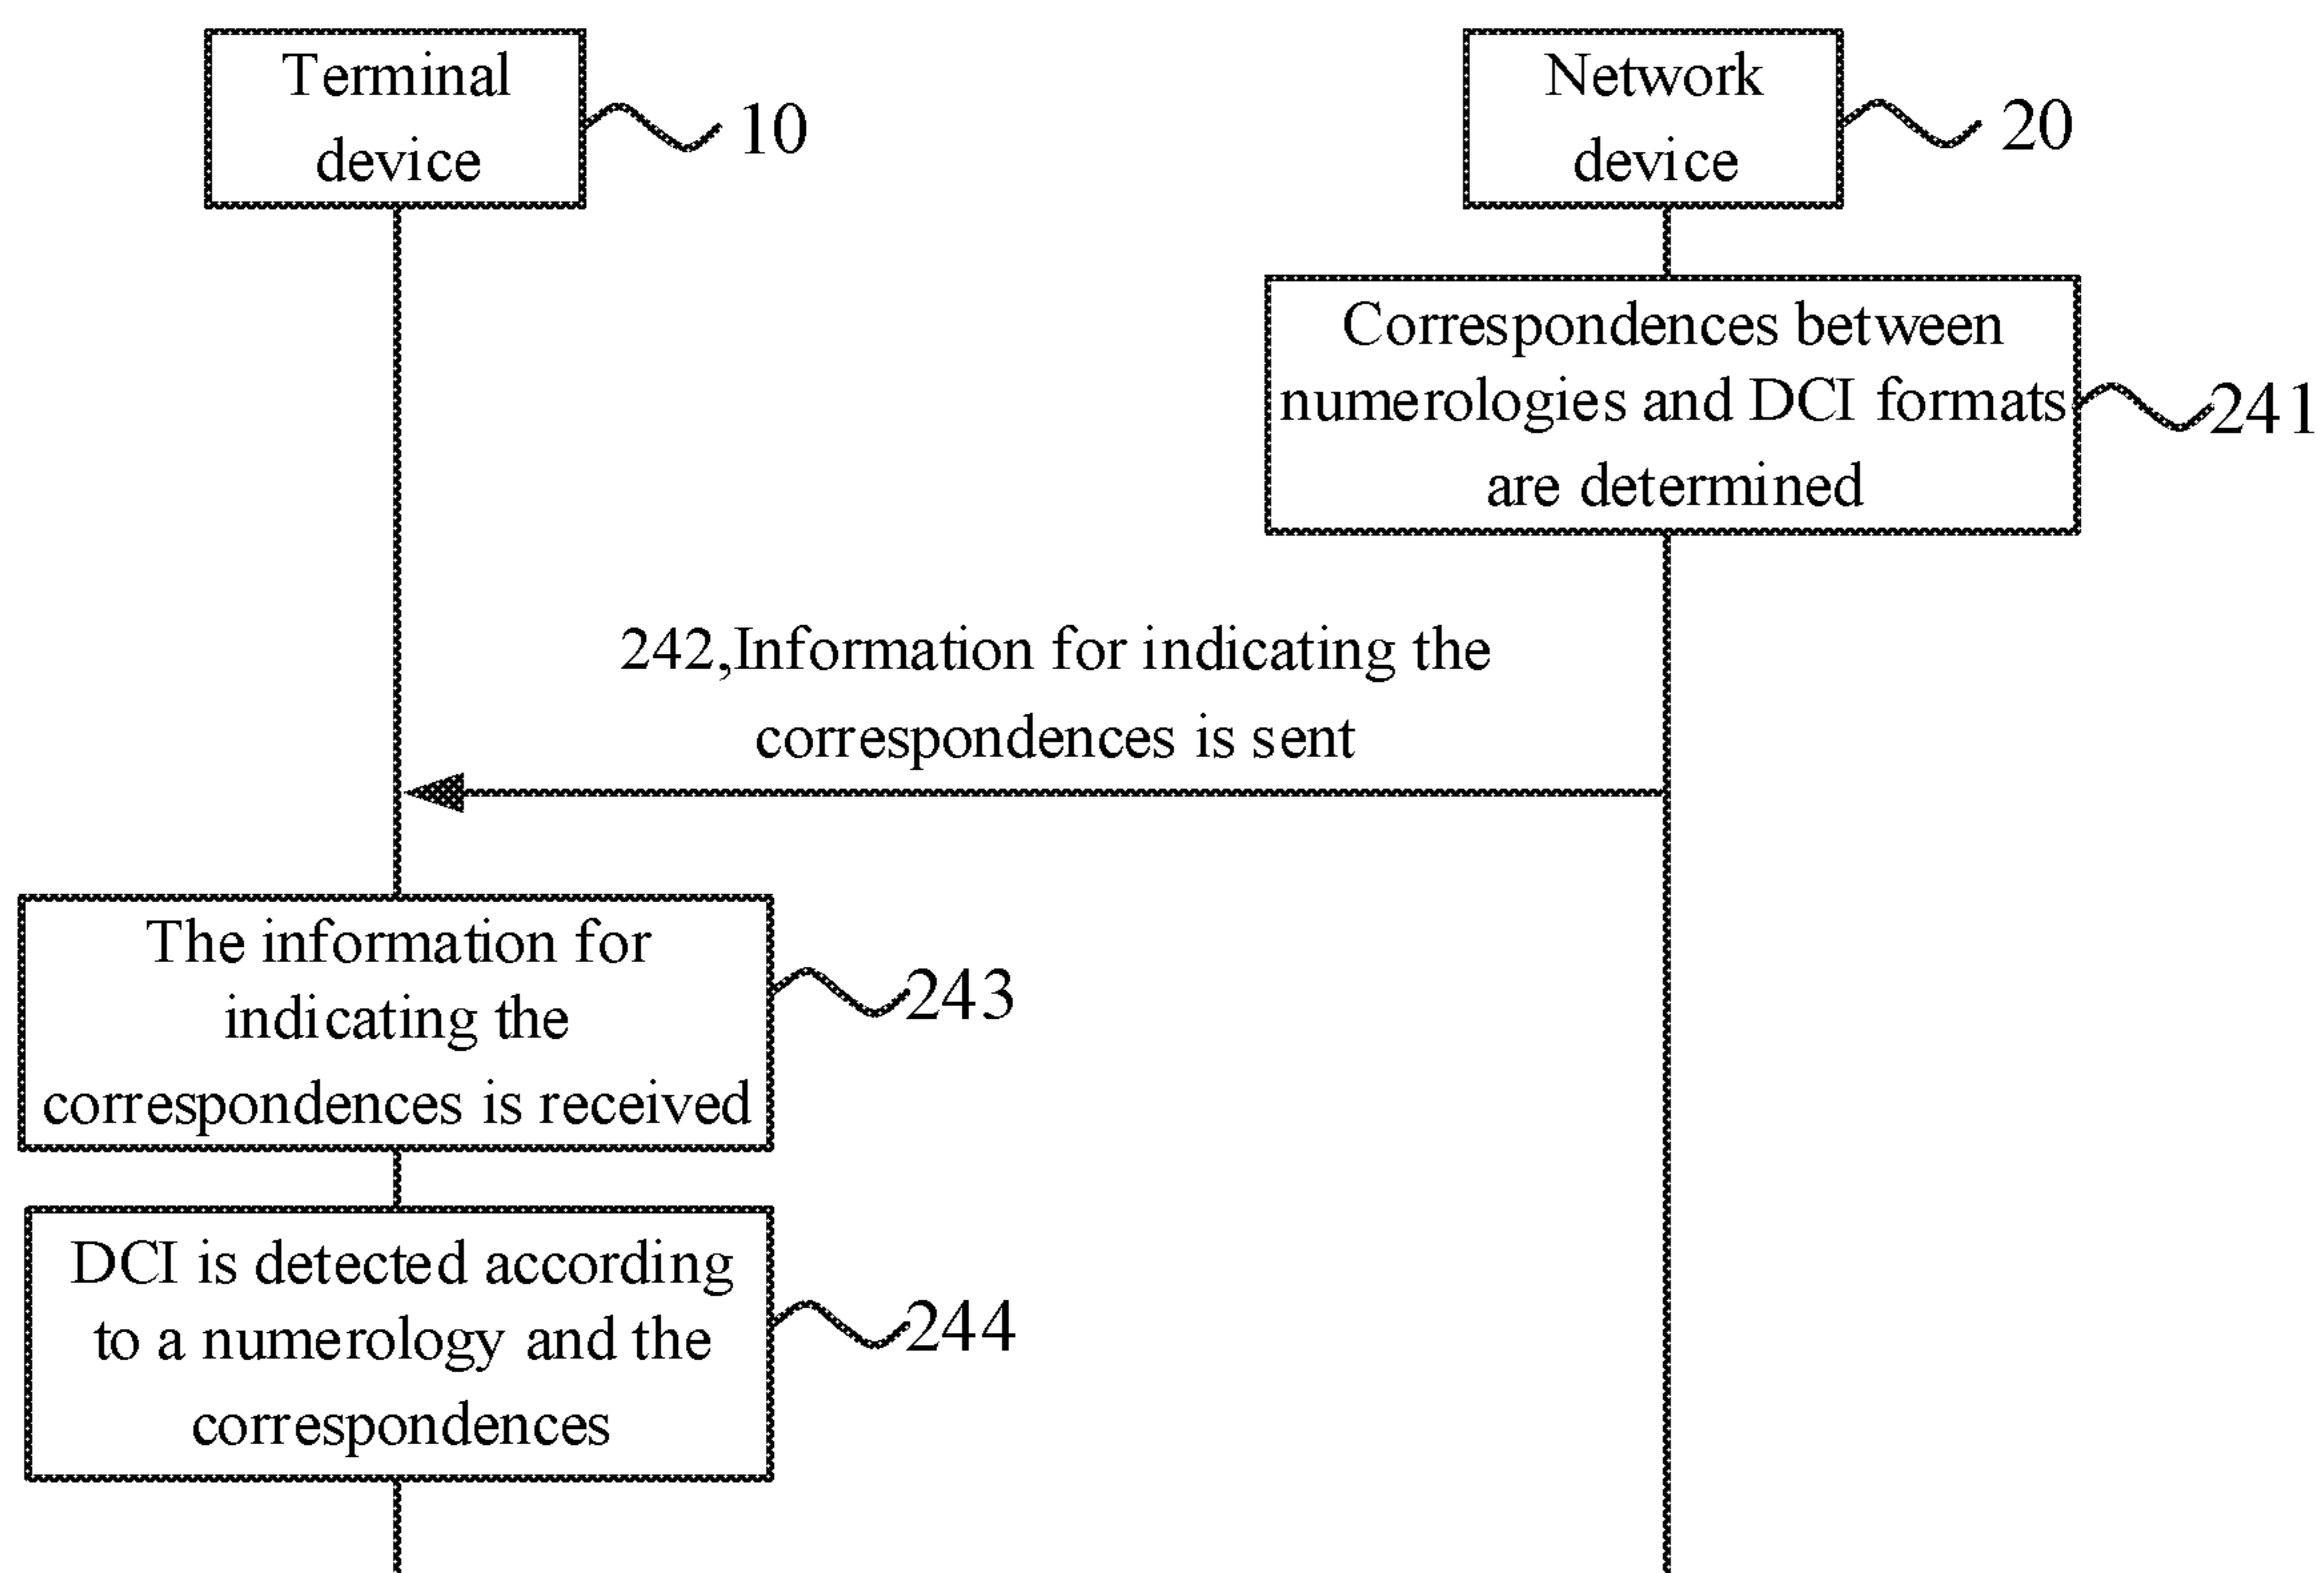 Terminal
device
10
Network
device
20
Correspondences between
numerologies and DCI formats
are determined
241
242,Information for indicating the
correspondences is sent
The information for
indicating the
correspondences is received
243
DCI is detected according
to a numerology and the
correspondences
244